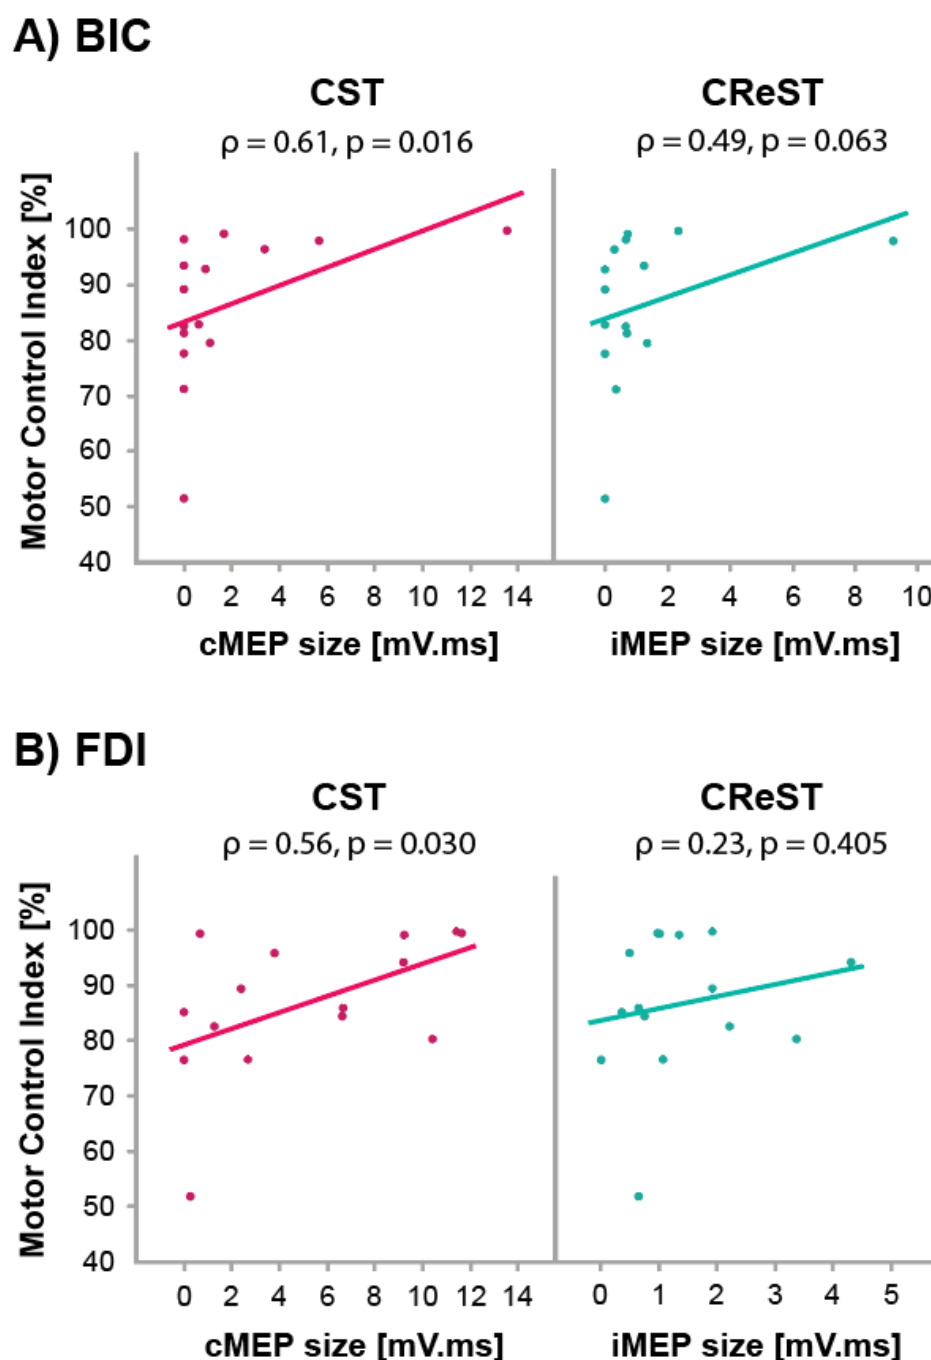 A) BIC
CST
ρ = 0.61, p = 0.016
CReST
ρ = 0.49, p = 0.063
Motor Control Index [%]
100
90
80
70
60
50
40
0 2 4 6 8 10 12 14
0 2 4 6 8 10
cMEP size [mV.ms]
iMEP size [mV.ms]
B) FDI
CST
ρ = 0.56, p = 0.030
CReST
ρ = 0.23, p = 0.405
Motor Control Index [%]
100
90
80
70
60
50
40
0 2 4 6 8 10 12 14
0 1 2 3 4 5
cMEP size [mV.ms]
iMEP size [mV.ms]